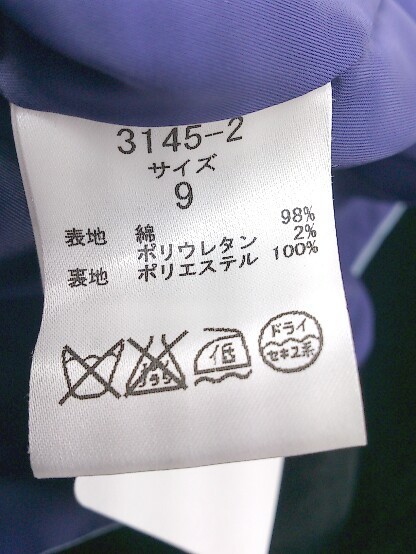 3145-2
サイズ
9
表地 綿 98%
ポリウレタン 2%
裏地 ポリエステル 100%
低
ドライ
セキユ系